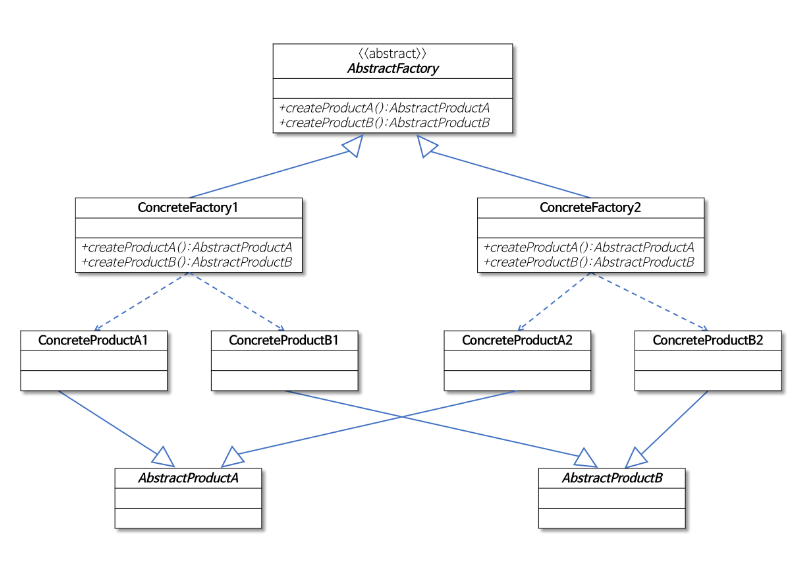 《abstract》
AbstractFactory
+createProductA():AbstractProductA
+createProductB():AbstractProductB
ConcreteFactory1
+createProductA():AbstractProductA
+createProductB():AbstractProductB
ConcreteFactory2
+createProductA():AbstractProductA
+createProductB():AbstractProductB
ConcreteProductA1
ConcreteProductB1
ConcreteProductA2
ConcreteProductB2
AbstractProductA
AbstractProductB